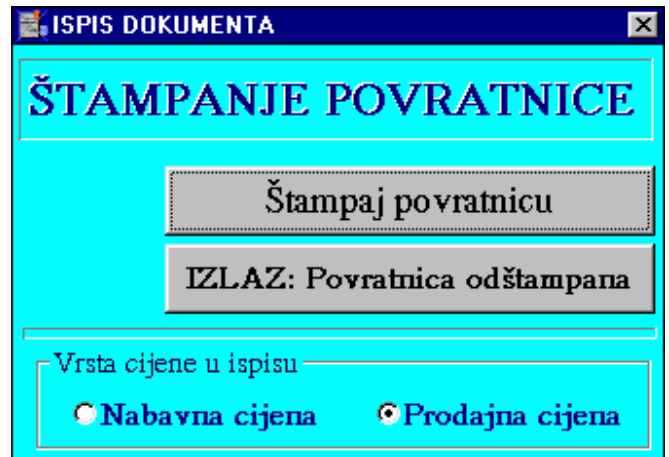 ISPIS DOKUMENTA
ŠTAMPANJE POVRATNICE
Štampaj povratnicu
IZLAZ: Povratnica odštampana
Vrsta cijene u ispisu
Nabavna cijena Prodajna cijena